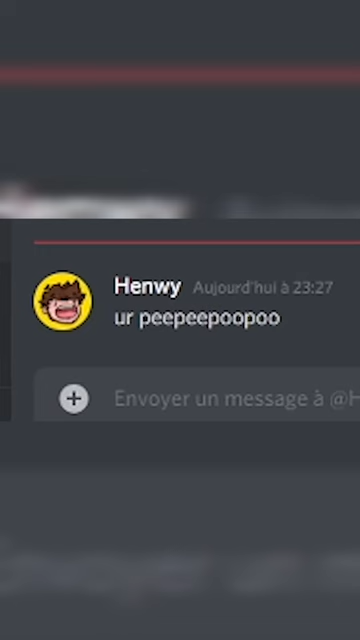 Henwy Aujourd'hui à 23:27
ur peepeepoopoo
Envoyer un message à @H